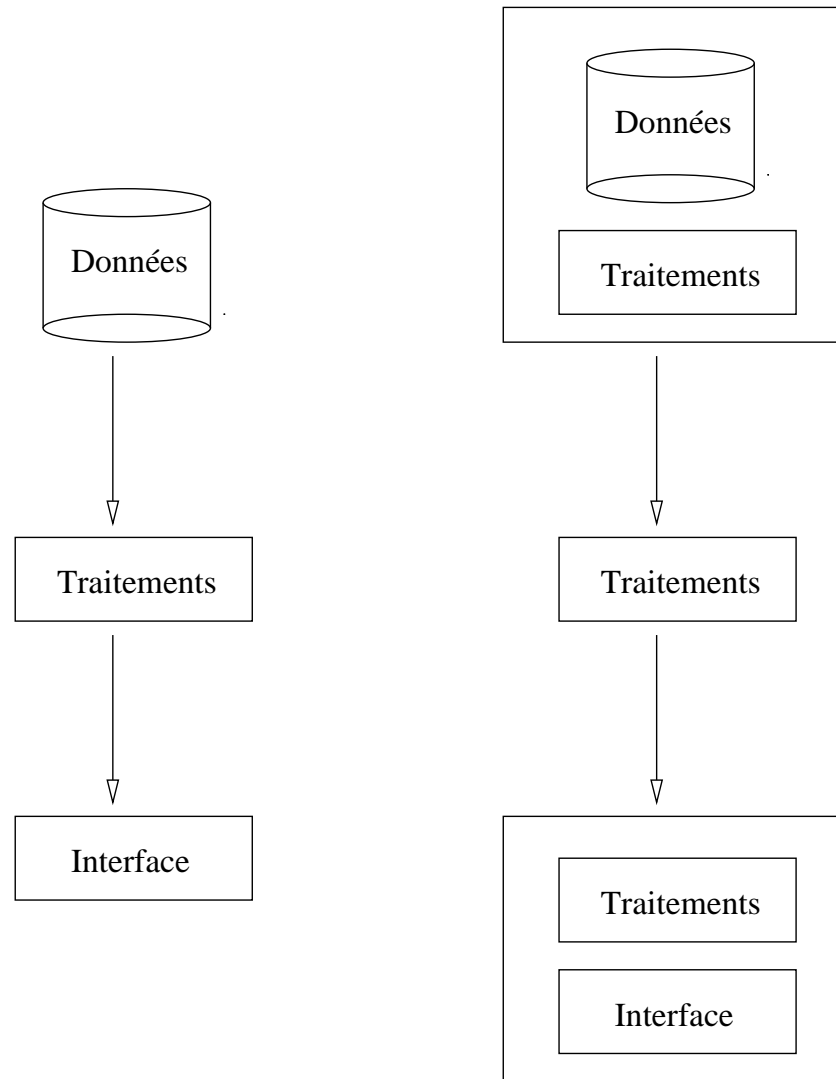 Données
Traitements
Interface
Données
Traitements
Traitements
Traitements
Interface